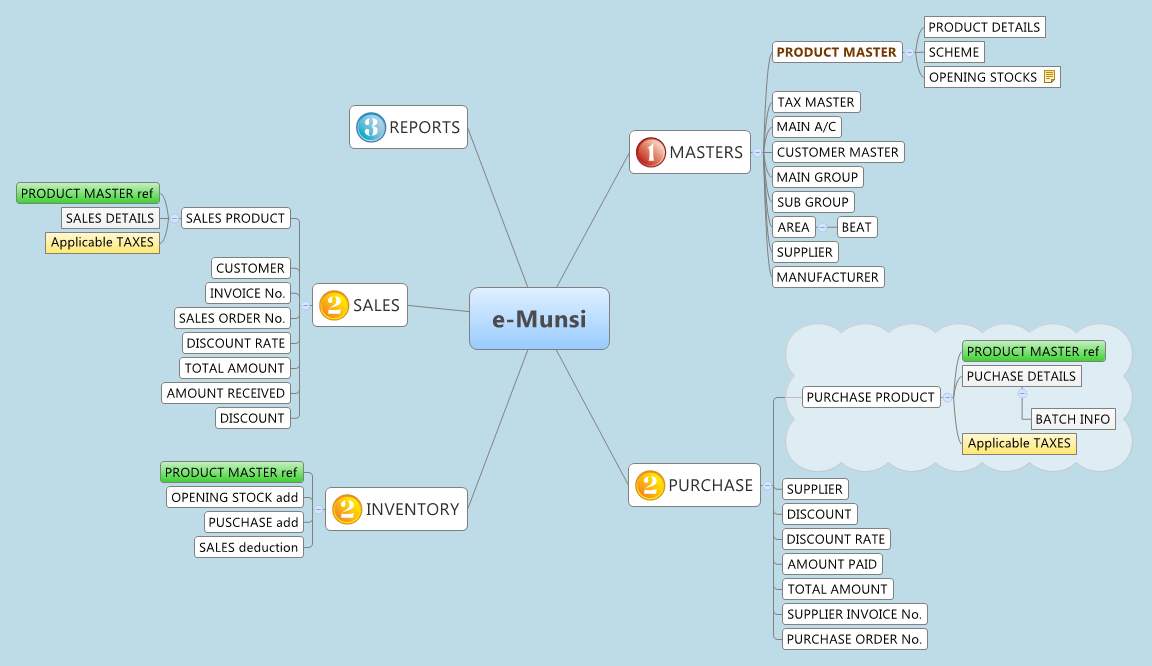 e-Munsi
1 MASTERS
PRODUCT MASTER
PRODUCT DETAILS
SCHEME
OPENING STOCKS
TAX MASTER
MAIN A/C
CUSTOMER MASTER
MAIN GROUP
SUB GROUP
AREA
BEAT
SUPPLIER
MANUFACTURER
2 PURCHASE
PURCHASE PRODUCT
PRODUCT MASTER ref
PUCHASE DETAILS
BATCH INFO
Applicable TAXES
SUPPLIER
DISCOUNT
DISCOUNT RATE
AMOUNT PAID
TOTAL AMOUNT
SUPPLIER INVOICE No.
PURCHASE ORDER No.
3 REPORTS
2 SALES
SALES PRODUCT
PRODUCT MASTER ref
SALES DETAILS
Applicable TAXES
CUSTOMER
INVOICE No.
SALES ORDER No.
DISCOUNT RATE
TOTAL AMOUNT
AMOUNT RECEIVED
DISCOUNT
2 INVENTORY
PRODUCT MASTER ref
OPENING STOCK add
PUSCHASE add
SALES deduction